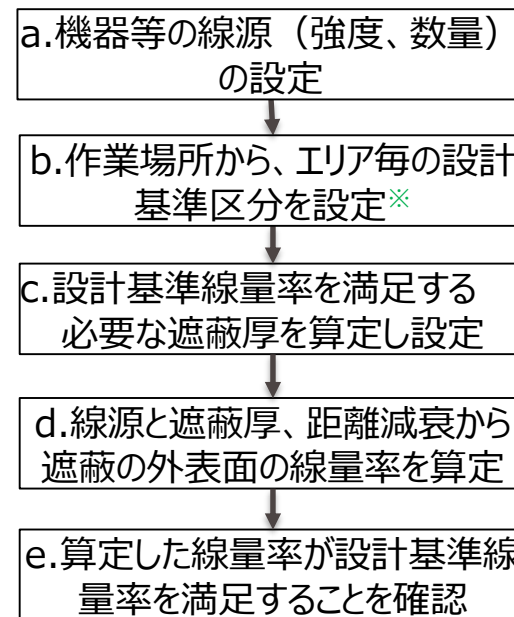 a.機器等の線源（強度、数量）
の設定
b.作業場所から、エリア毎の設計
基準区分を設定※
c.設計基準線量率を満足する
必要な遮蔽厚を算定し設定
d.線源と遮蔽厚、距離減衰から
遮蔽の外表面の線量率を算定
e.算定した線量率が設計基準線
量率を満足することを確認